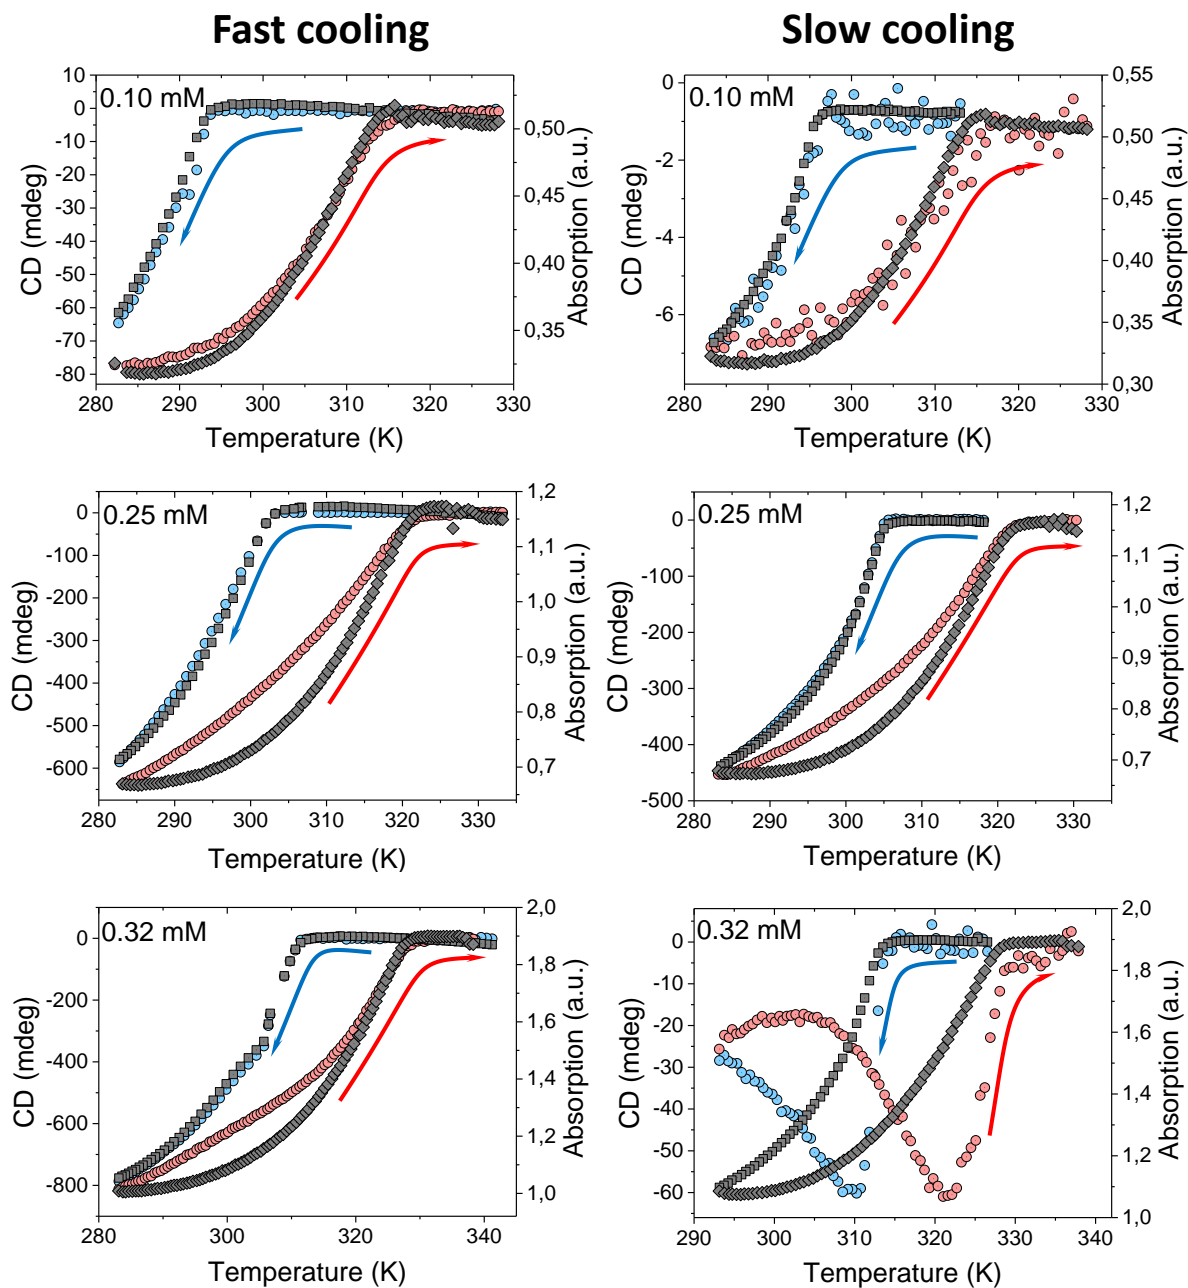 Fast cooling
Slow cooling
0.10 mM
10
0
-10
-20
-30
-40
-50
-60
-70
-80
CD (mdeg)
0,50
0,45
0,40
0,35
Absorption (a.u.)
280 290 300 310 320 330
Temperature (K)
0.10 mM
0
-2
-4
-6
CD (mdeg)
0,55
0,50
0,45
0,40
0,35
0,30
Absorption (a.u.)
280 290 300 310 320 330
Temperature (K)
0.25 mM
0
-100
-200
-300
-400
-500
-600
CD (mdeg)
1,2
1,1
1,0
0,9
0,8
0,7
Absorption (a.u.)
280 290 300 310 320 330
Temperature (K)
0.25 mM
0
-100
-200
-300
-400
-500
CD (mdeg)
1,2
1,1
1,0
0,9
0,8
0,7
Absorption (a.u.)
280 290 300 310 320 330
Temperature (K)
0.32 mM
0
-200
-400
-600
-800
CD (mdeg)
2,0
1,8
1,6
1,4
1,2
1,0
Absorption (a.u.)
280 290 300 310 320 330 340
Temperature (K)
0.32 mM
0
-10
-20
-30
-40
-50
-60
CD (mdeg)
2,0
1,8
1,6
1,4
1,2
1,0
Absorption (a.u.)
290 300 310 320 330 340
Temperature (K)